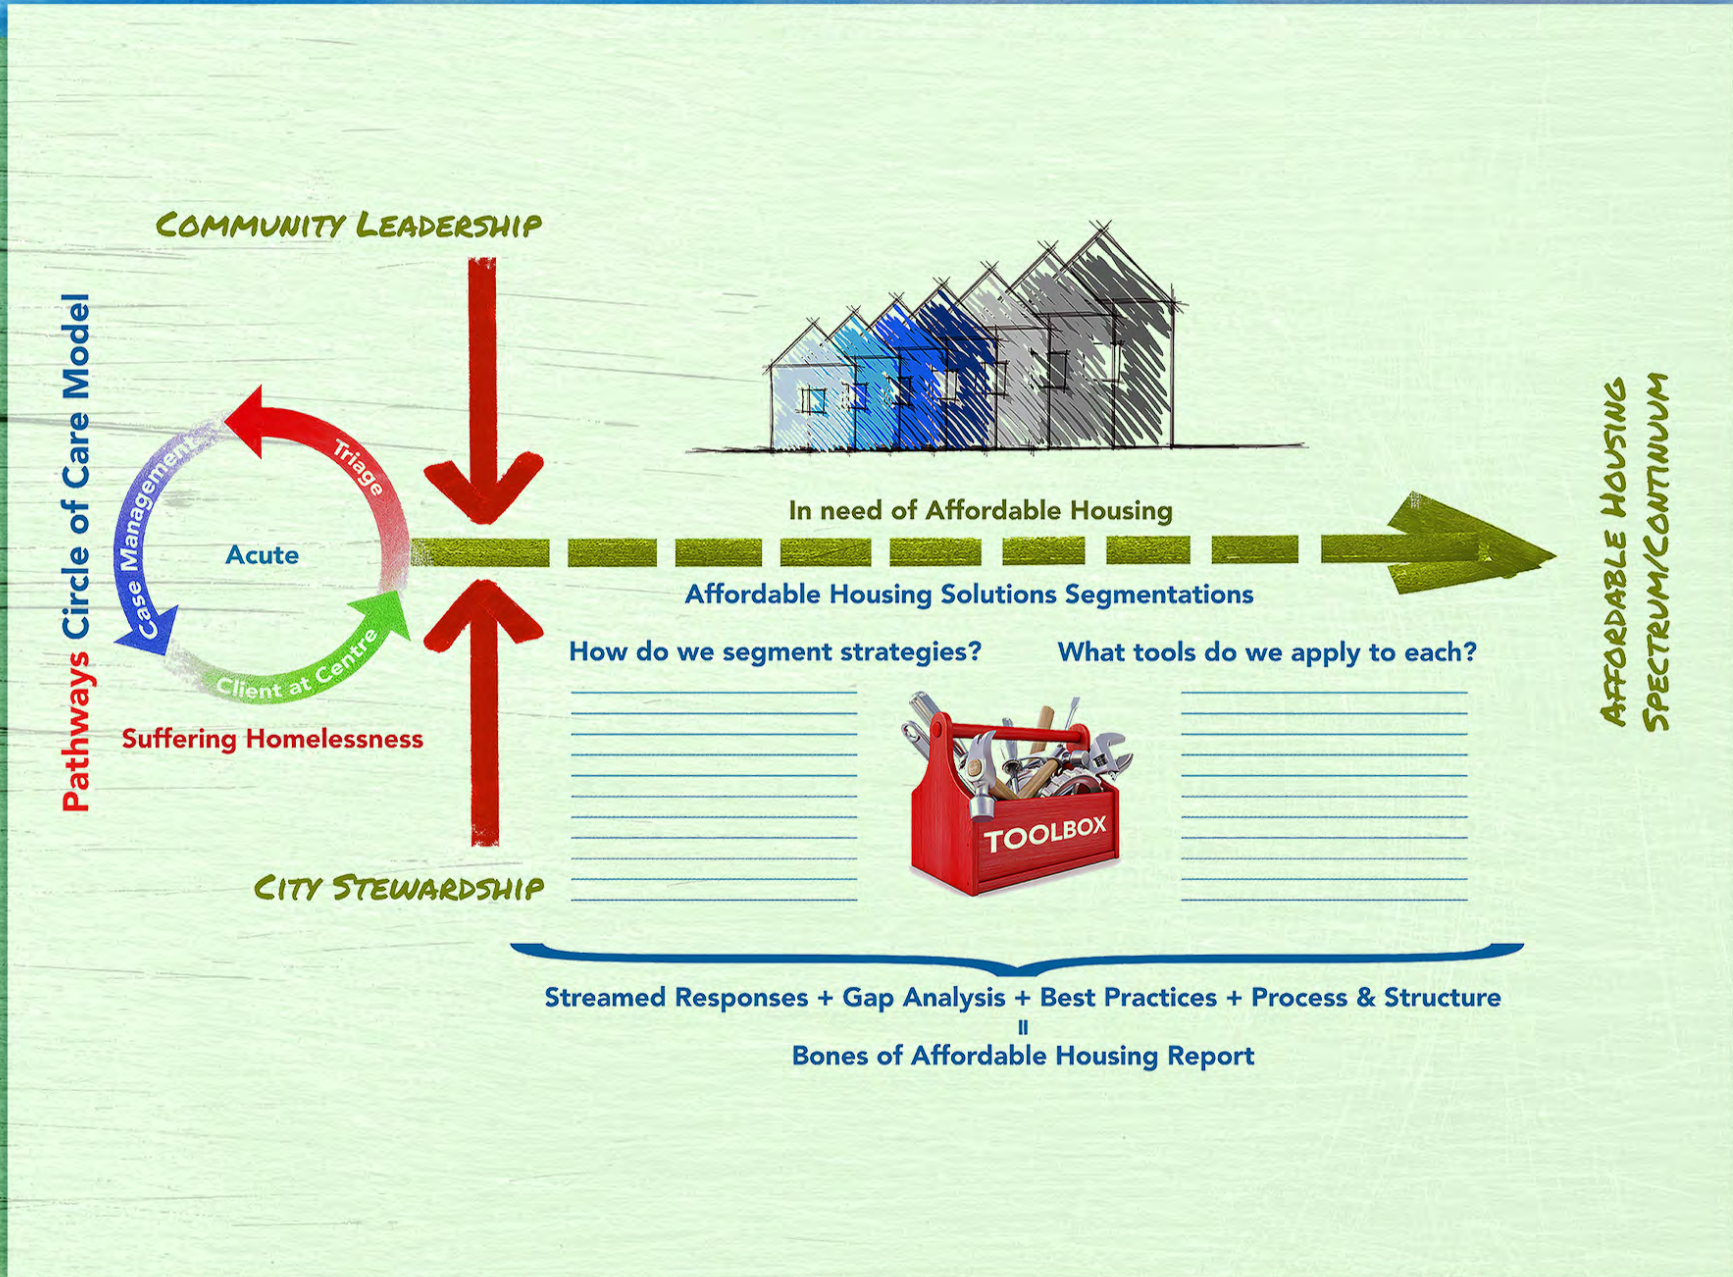 COMMUNITY LEADERSHIP
Pathways Circle of Care Model
Triage
Case Management
Acute
Client at Centre
Suffering Homelessness
CITY STEWARDSHIP
In need of Affordable Housing
Affordable Housing Solutions Segmentations
How do we segment strategies?
What tools do we apply to each?
TOOLBOX
AFFORDABLE HOUSING
SPECTRUM/CONTINUUM
Streamed Responses + Gap Analysis + Best Practices + Process & Structure
=
Bones of Affordable Housing Report